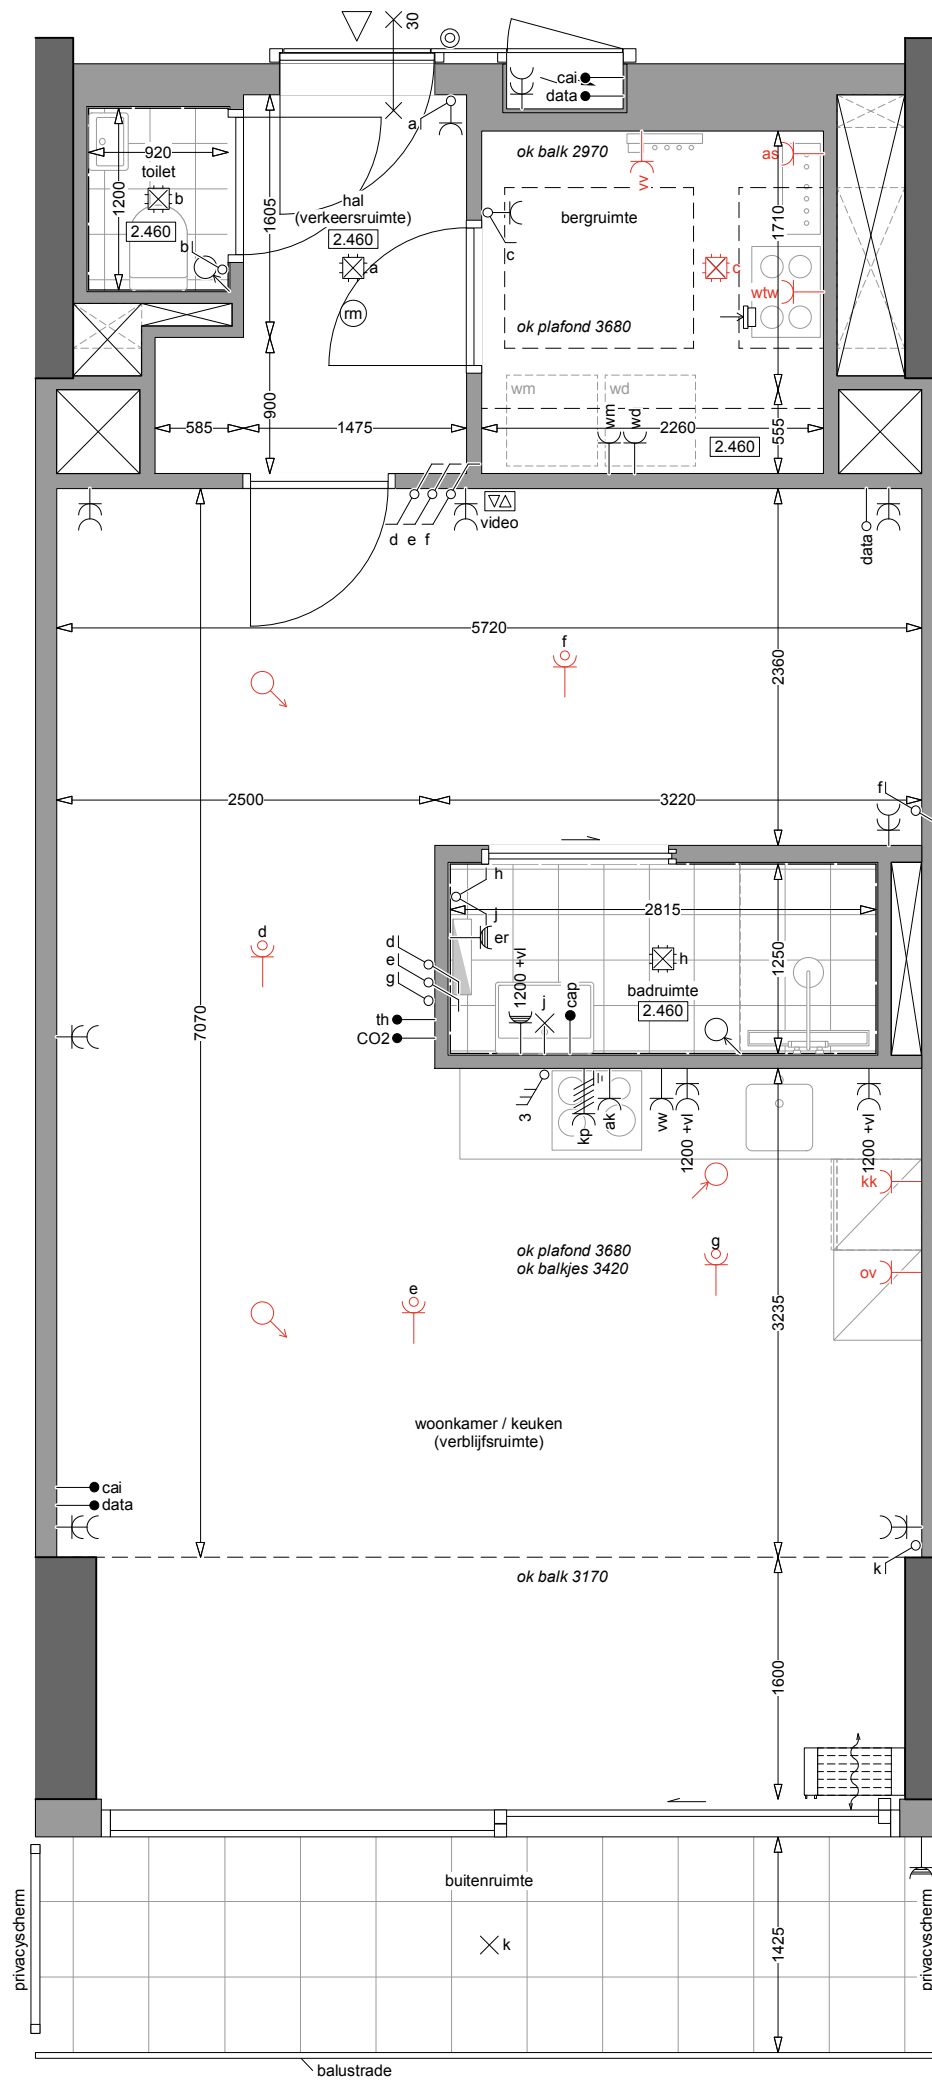 30
cai
data
a
ok balk 2970
vv
as
920
toilet
1200
b
2.460
b
1605
hal
(verkeersruimte)
2.460
a
rm
bergruimte
c
c
1710
wtw
ok plafond 3680
wm
wd
wm
wd
900
585
1475
2260
2.460
555
d e f
video
data
5720
f
2360
2500
3220
f
7070
h
j
er
2815
d
d
e
g
th
CO2
1200 +vl
j
cap
h
badruimte
2.460
1250
3
kp
ak
vw
1200 +vl
1200 +vl
kk
ok plafond 3680
ok balkjes 3420
g
ov
e
3235
woonkamer / keuken
(verblijfsruimte)
cai
data
k
ok balk 3170
1600
buitenruimte
privacyscherm
k
1425
privacyscherm
balustrade